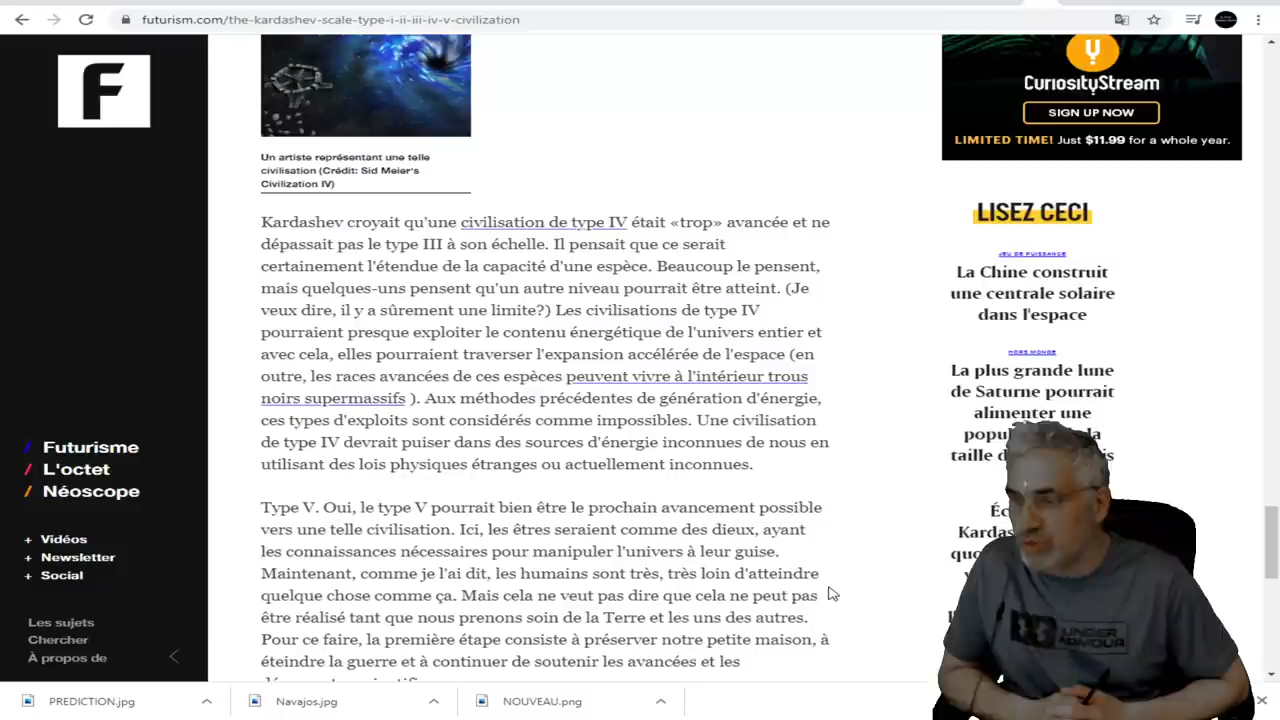 futurism.com/the-kardashev-scale-type-i-ii-iii-iv-v-civilization
F
Un artiste représentant une telle
civilisation (Crédit: Sid Meier's
Civilization IV)
Kardashev croyait qu'une civilisation de type IV était «trop» avancée et ne
dépassait pas le type III à son échelle. Il pensait que ce serait
certainement l'étendue de la capacité d'une espèce. Beaucoup le pensent,
mais quelques-uns pensent qu'un autre niveau pourrait être atteint. (Je
veux dire, il y a sûrement une limite?) Les civilisations de type IV
pourraient presque exploiter le contenu énergétique de l'univers entier et
avec cela, elles pourraient traverser l'expansion accélérée de l'espace (en
outre, les races avancées de ces espèces peuvent vivre à l'intérieur trous
noirs supermassifs ). Aux méthodes précédentes de génération d'énergie,
ces types d'exploits sont considérés comme impossibles. Une civilisation
de type IV devrait puiser dans des sources d'énergie inconnues de nous en
utilisant des lois physiques étranges ou actuellement inconnues.
Type V. Oui, le type V pourrait bien être le prochain avancement possible
vers une telle civilisation. Ici, les êtres seraient comme des dieux, ayant
les connaissances nécessaires pour manipuler l'univers à leur guise.
Maintenant, comme je l'ai dit, les humains sont très, très loin d'atteindre
quelque chose comme ça. Mais cela ne veut pas dire que cela ne peut pas
être réalisé tant que nous prenons soin de la Terre et les uns des autres.
Pour ce faire, la première étape consiste à préserver notre petite maison, à
éteindre la guerre et à continuer de soutenir les avancées et les
CuriosityStream
SIGN UP NOW
LIMITED TIME! Just $11.99 for a whole year.
LISEZ CECI
JEU DE PUISSANCE
La Chine construit
une centrale solaire
dans l'espace
HORS MONDE
La plus grande lune
de Saturne pourrait
alimenter une
popu la
taille d
Kardas
quo
/ Futurisme
/ L'octet
/ Néoscope
+ Vidéos
+ Newsletter
+ Social
Les sujets
Chercher
À propos de
UNDER
ARMOUR
PREDICTION.jpg
Navajos.jpg
NOUVEAU.png